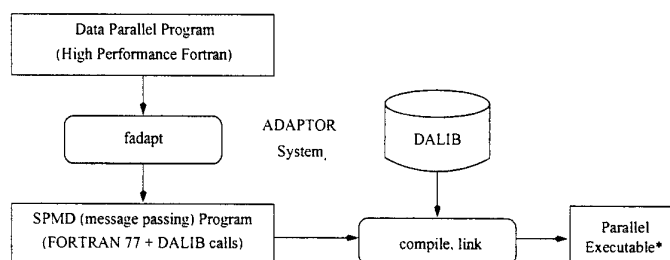 Data Parallel Program
(High Performance Fortran)
fadapt
ADAPTOR
System
DALIB
SPMD (message passing) Program
(FORTRAN 77 + DALIB calls)
compile, link
Parallel
Executable*